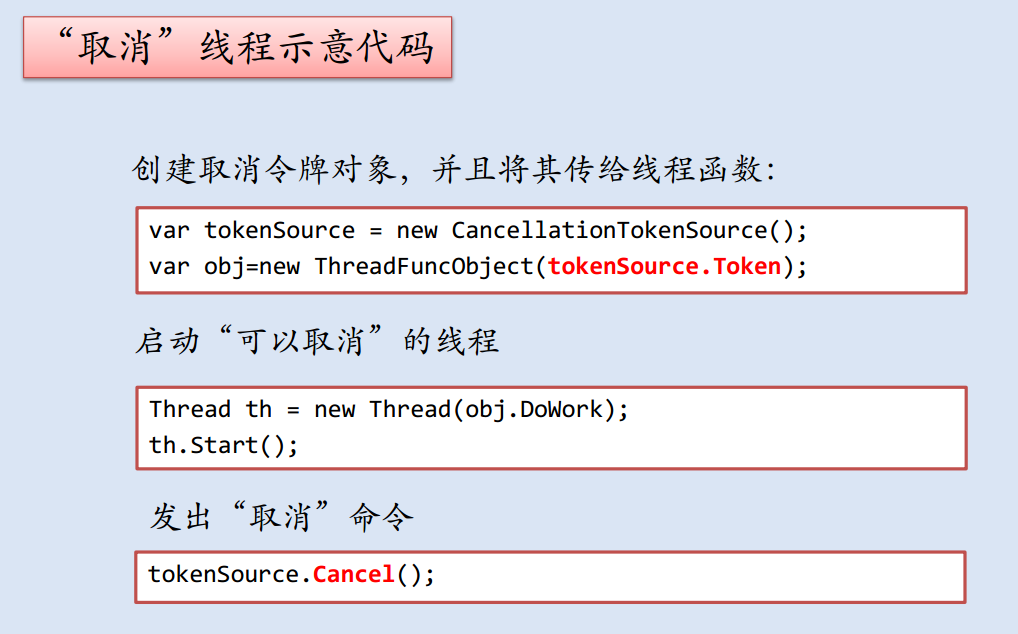 “取消”线程示意代码
创建取消令牌对象，并且将其传给线程函数：
var tokenSource = new CancellationTokenSource();
var obj=new ThreadFuncObject(tokenSource.Token);
启动“可以取消”的线程
Thread th = new Thread(obj.DoWork);
th.Start();
发出“取消”命令
tokenSource.Cancel();